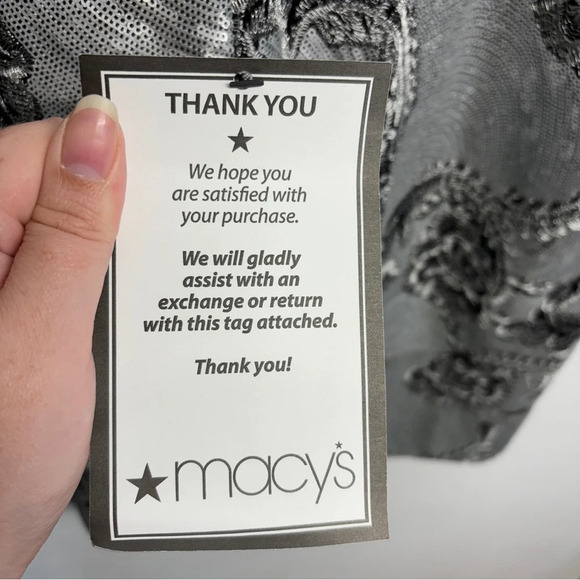 THANK YOU
We hope you
are satisfied with
your purchase.
We will gladly
assist with an
exchange or return
with this tag attached.
Thank you!
macy's